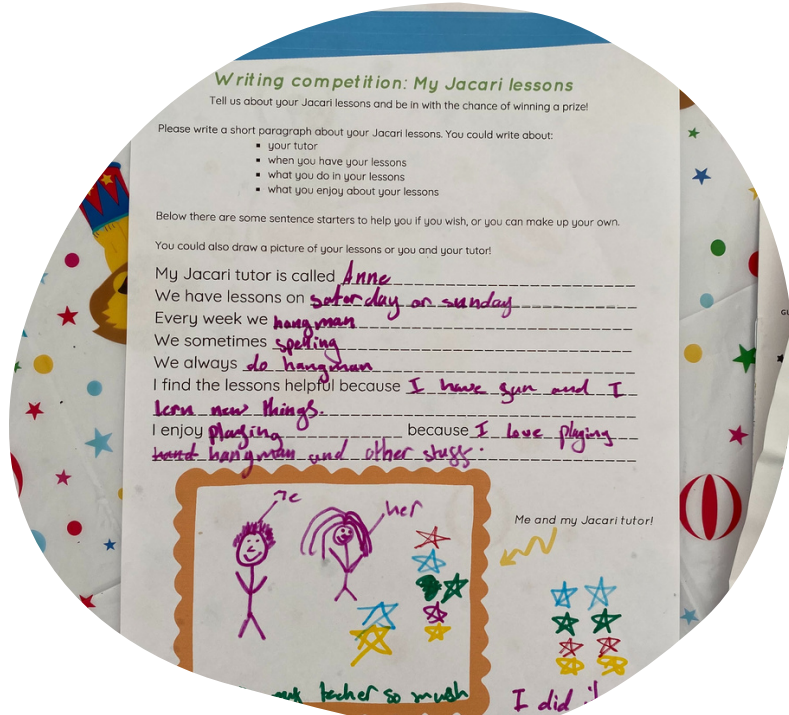 Writing competition: My Jacari lessons
Tell us about your Jacari lessons and be in with the chance of winning a prize!
Please write a short paragraph about your Jacari lessons. You could write about:
▪ your tutor
▪ when you have your lessons
▪ what you do in your lessons
▪ what you enjoy about your lessons
Below there are some sentence starters to help you if you wish, or you can make up your own.
You could also draw a picture of your lessons or you and your tutor!
My Jacari tutor is called Anne
We have lessons on saterday or sunday
Every week we hangman
We sometimes spelling
We always do hangman
I find the lessons helpful because I have fun and I
lern new things.
I enjoy playing because I love playing
hangman and other stuff.
me
her
Me and my Jacari tutor!
techer so mush
I did it